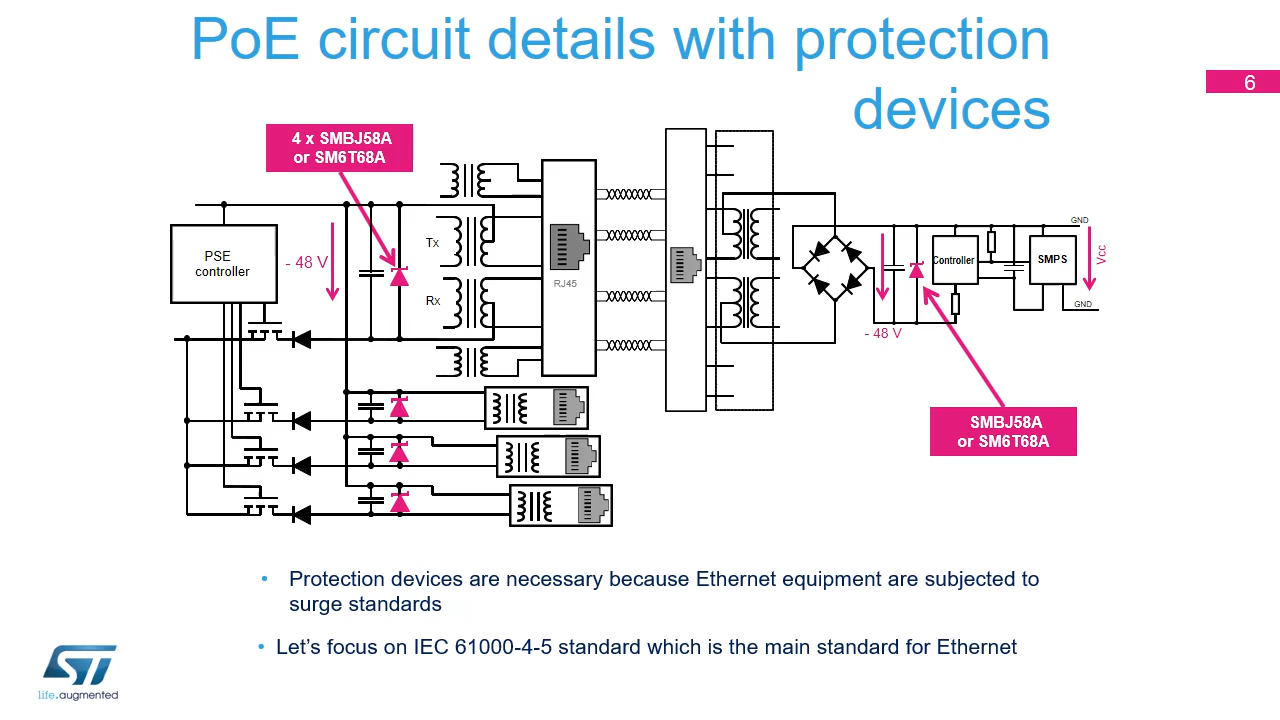 PoE circuit details with protection
devices
6
4 x SMBJ58A
or SM6T68A
PSE
controller
- 48 V
Tx
Rx
RJ45
GND
Controller
SMPS
Vcc
GND
- 48 V
SMBJ58A
or SM6T68A
• Protection devices are necessary because Ethernet equipment are subjected to
surge standards
• Let’s focus on IEC 61000-4-5 standard which is the main standard for Ethernet
ST
life.augmented